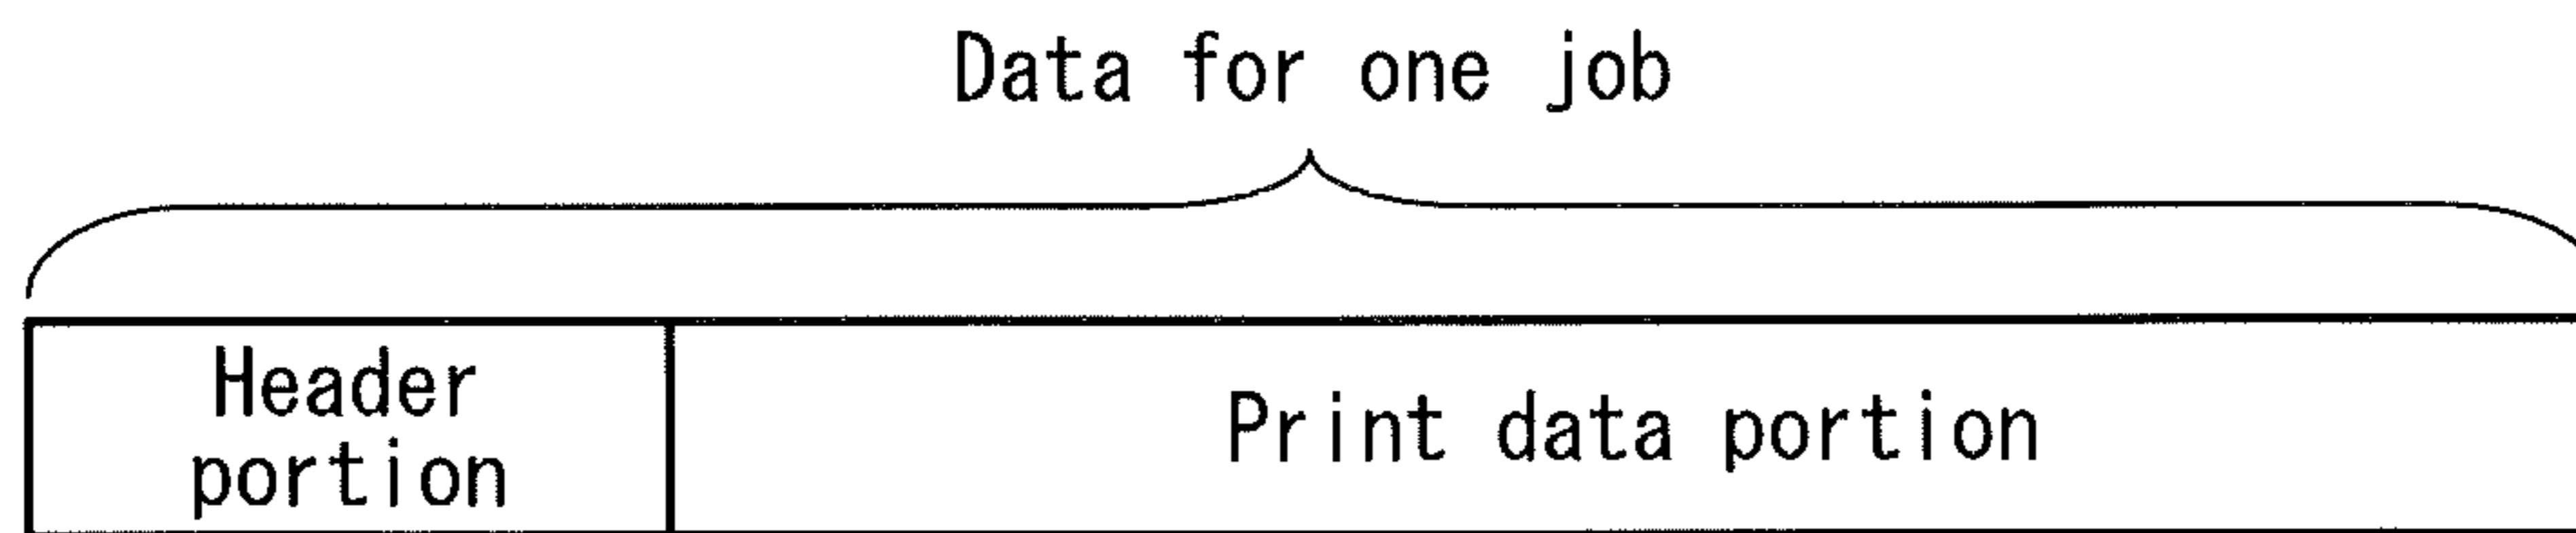 Data for one job
Header
portion
Print data portion